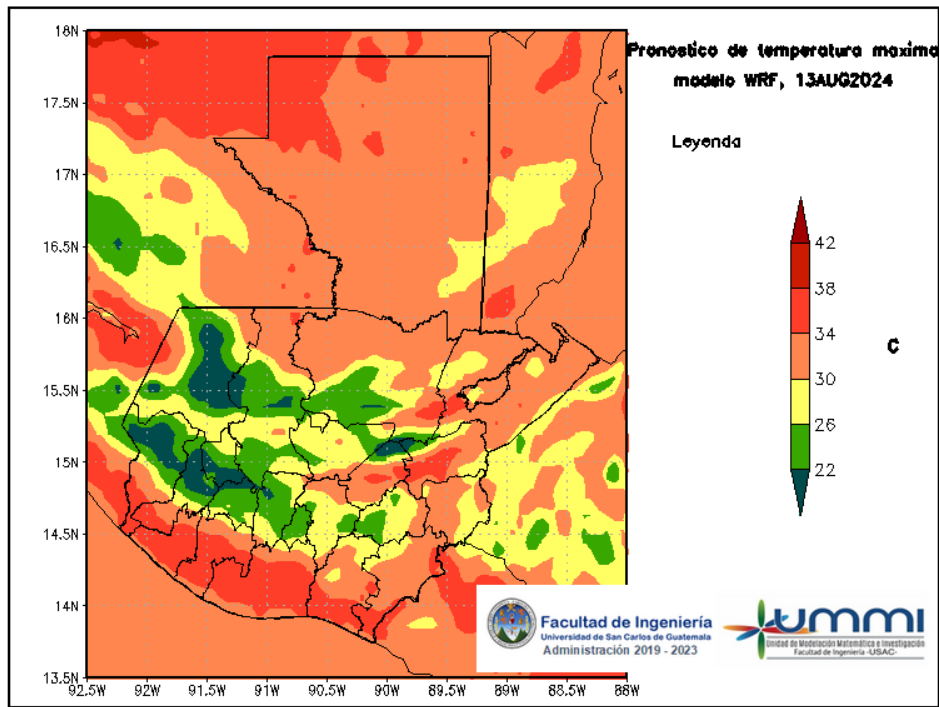 Pronostico de temperatura maxima
modelo WRF, 13AUG2024
Leyenda
18N
17.5N
17N
16.5N
16N
15.5N
15N
14.5N
14N
13.5N
92.5W 92W 91.5W 91W 90.5W 90W 89.5W 89W 88.5W 88W
42
38
34
30
26
22
C
Facultad de Ingeniería
Universidad de San Carlos de Guatemala
Administración 2019 - 2023
UMMI
Unidad de Modelación Matemática e Investigación
Facultad de Ingeniería -USAC-